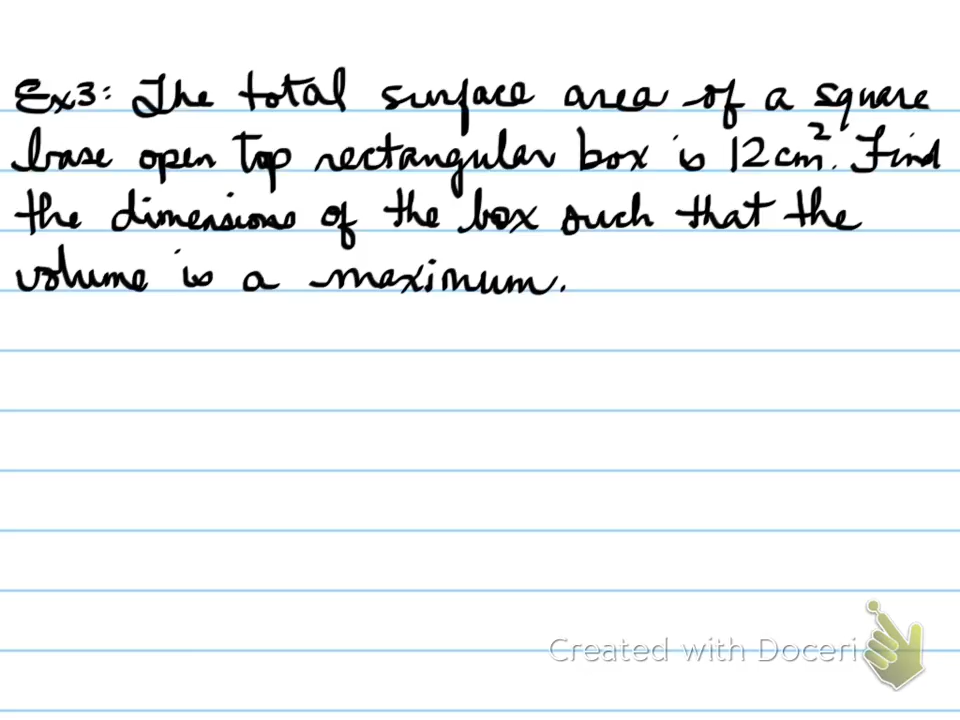 Ex3: The total surface area of a square
base open top rectangular box is 12cm². Find
the dimensions of the box such that the
volume is a maximum.
Created with Doceri